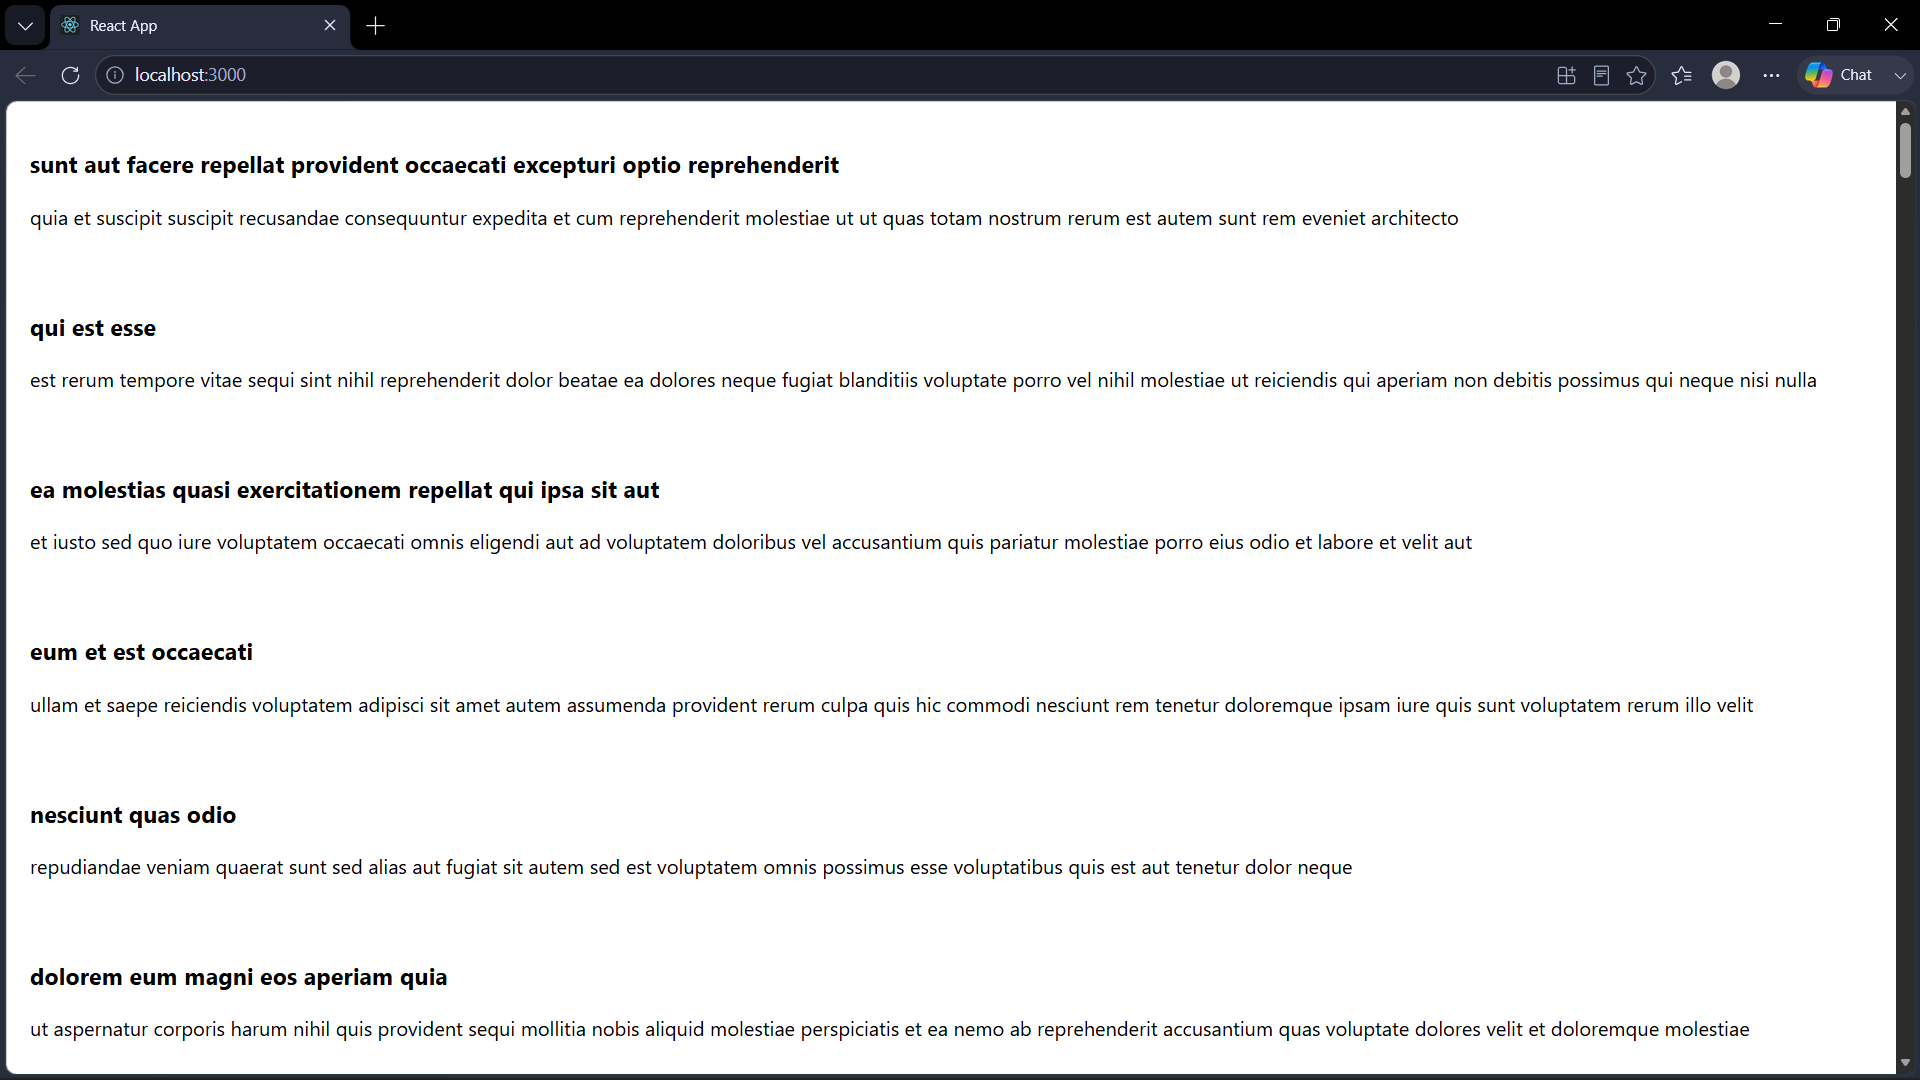 React App
localhost:3000
Chat
sunt aut facere repellat provident occaecati excepturi optio reprehenderit
quia et suscipit suscipit recusandae consequuntur expedita et cum reprehenderit molestiae ut ut quas totam nostrum rerum est autem sunt rem eveniet architecto
qui est esse
est rerum tempore vitae sequi sint nihil reprehenderit dolor beatae ea dolores neque fugiat blanditiis voluptate porro vel nihil molestiae ut reiciendis qui aperiam non debitis possimus qui neque nisi nulla
ea molestias quasi exercitationem repellat qui ipsa sit aut
et iusto sed quo iure voluptatem occaecati omnis eligendi aut ad voluptatem doloribus vel accusantium quis pariatur molestiae porro eius odio et labore et velit aut
eum et est occaecati
ullam et saepe reiciendis voluptatem adipisci sit amet autem assumenda provident rerum culpa quis hic commodi nesciunt rem tenetur doloremque ipsam iure quis sunt voluptatem rerum illo velit
nesciunt quas odio
repudiandae veniam quaerat sunt sed alias aut fugiat sit autem sed est voluptatem omnis possimus esse voluptatibus quis est aut tenetur dolor neque
dolorem eum magni eos aperiam quia
ut aspernatur corporis harum nihil quis provident sequi mollitia nobis aliquid molestiae perspiciatis et ea nemo ab reprehenderit accusantium quas voluptate dolores velit et doloremque molestiae